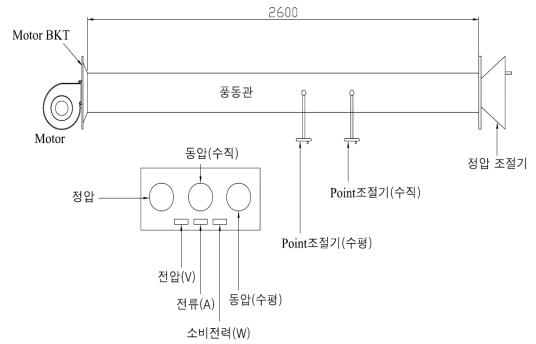 2600
Motor BKT
풍동관
Motor
정압 조절기
동압(수직)
정압
Point조절기(수직)
Point조절기(수평)
전압(V)
동압(수평)
전류(A)
소비전력(W)